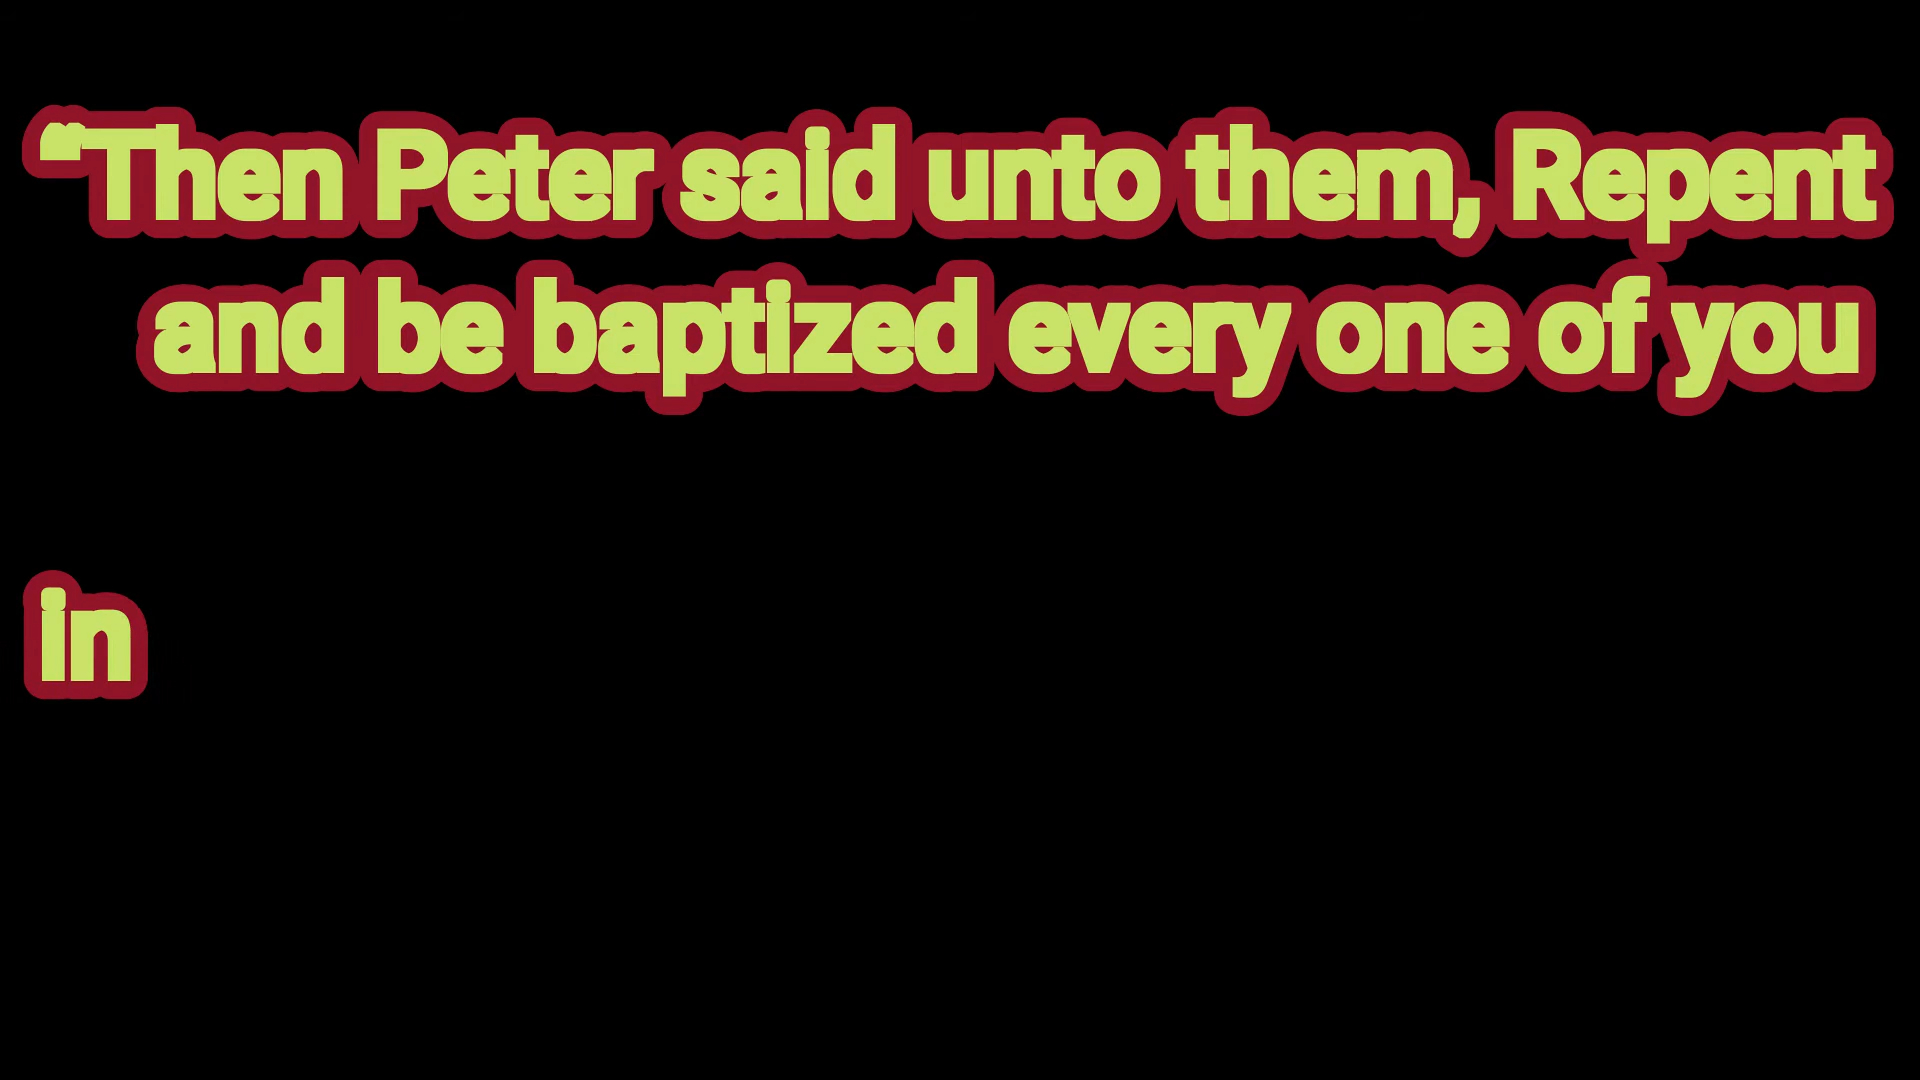 “Then Peter said unto them, Repent
and be baptized every one of you
in